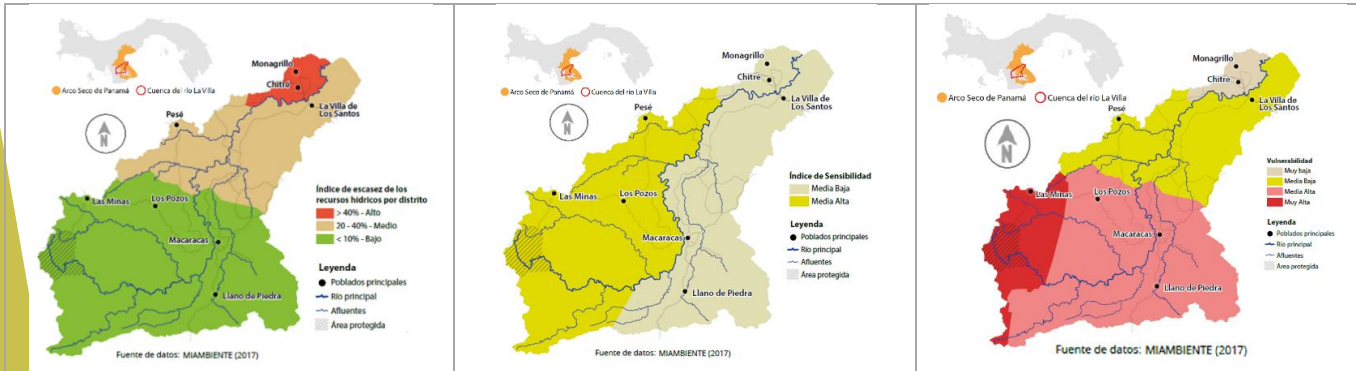 Arco Seco de Panamá
Cuenca del río La Villa
N
Monagrillo
Chitré
La Villa de
Los Santos
Pesé
Las Minas
Los Pozos
Macaracas
Llano de Piedra
Índice de escasez de los
recursos hídricos por distrito
> 40% - Alto
20 - 40% - Medio
< 10% - Bajo
Leyenda
Poblados principales
Río principal
Afluentes
Área protegida
Fuente de datos: MIAMBIENTE (2017)
Arco Seco de Panamá
Cuenca del río La Villa
N
Monagrillo
Chitré
La Villa de
Los Santos
Pesé
Las Minas
Los Pozos
Macaracas
Llano de Piedra
Índice de Sensibilidad
Media Baja
Media Alta
Leyenda
Poblados principales
Río principal
Afluentes
Área protegida
Fuente de datos: MIAMBIENTE (2017)
Arco Seco de Panamá
Cuenca del río La Villa
N
Monagrillo
Chitré
La Villa de
Los Santos
Pesé
Las Minas
Los Pozos
Macaracas
Llano de Piedra
Vulnerabilidad
Muy baja
Media Baja
Media Alta
Muy Alta
Leyenda
Poblados principales
Río principal
Afluentes
Área protegida
Fuente de datos: MIAMBIENTE (2017)